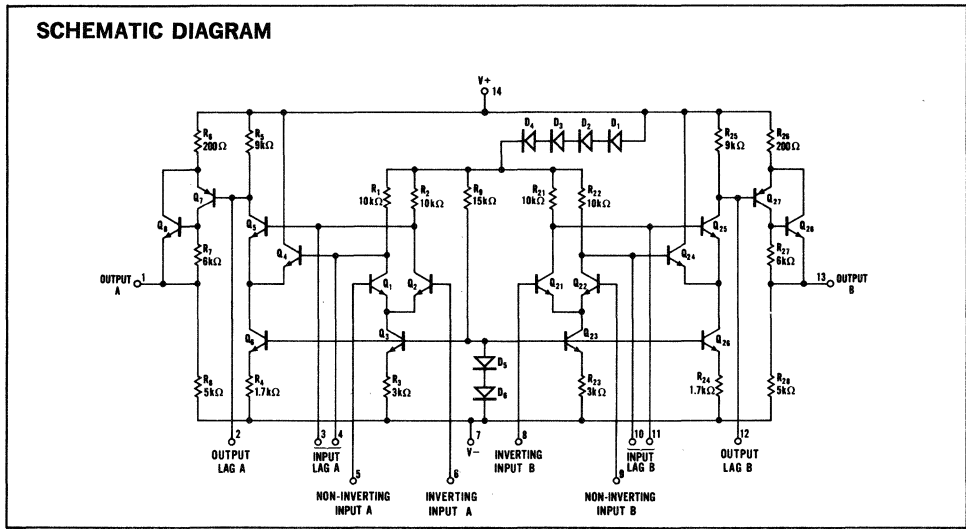 SCHEMATIC DIAGRAM
V+
14
D4 D3 D2 D1
R6
200Ω
R5
9kΩ
R25
9kΩ
R26
200Ω
R1
10kΩ
R2
10kΩ
R9
15kΩ
R21
10kΩ
R22
10kΩ
Q7
Q27
Q8
Q5
Q25
Q28
R7
6kΩ
Q4
Q24
R27
6kΩ
OUTPUT
A
1
Q1
Q2
Q21
Q22
13
OUTPUT
B
Q6
Q3
Q23
Q26
D5
D6
R8
5kΩ
R4
1.7kΩ
R3
3kΩ
R23
3kΩ
R24
1.7kΩ
R28
5kΩ
2
OUTPUT
LAG A
3 4
INPUT
LAG A
7
V-
8
INVERTING
INPUT B
10 11
INPUT
LAG B
12
OUTPUT
LAG B
5
NON-INVERTING
INPUT A
6
INVERTING
INPUT A
9
NON-INVERTING
INPUT B